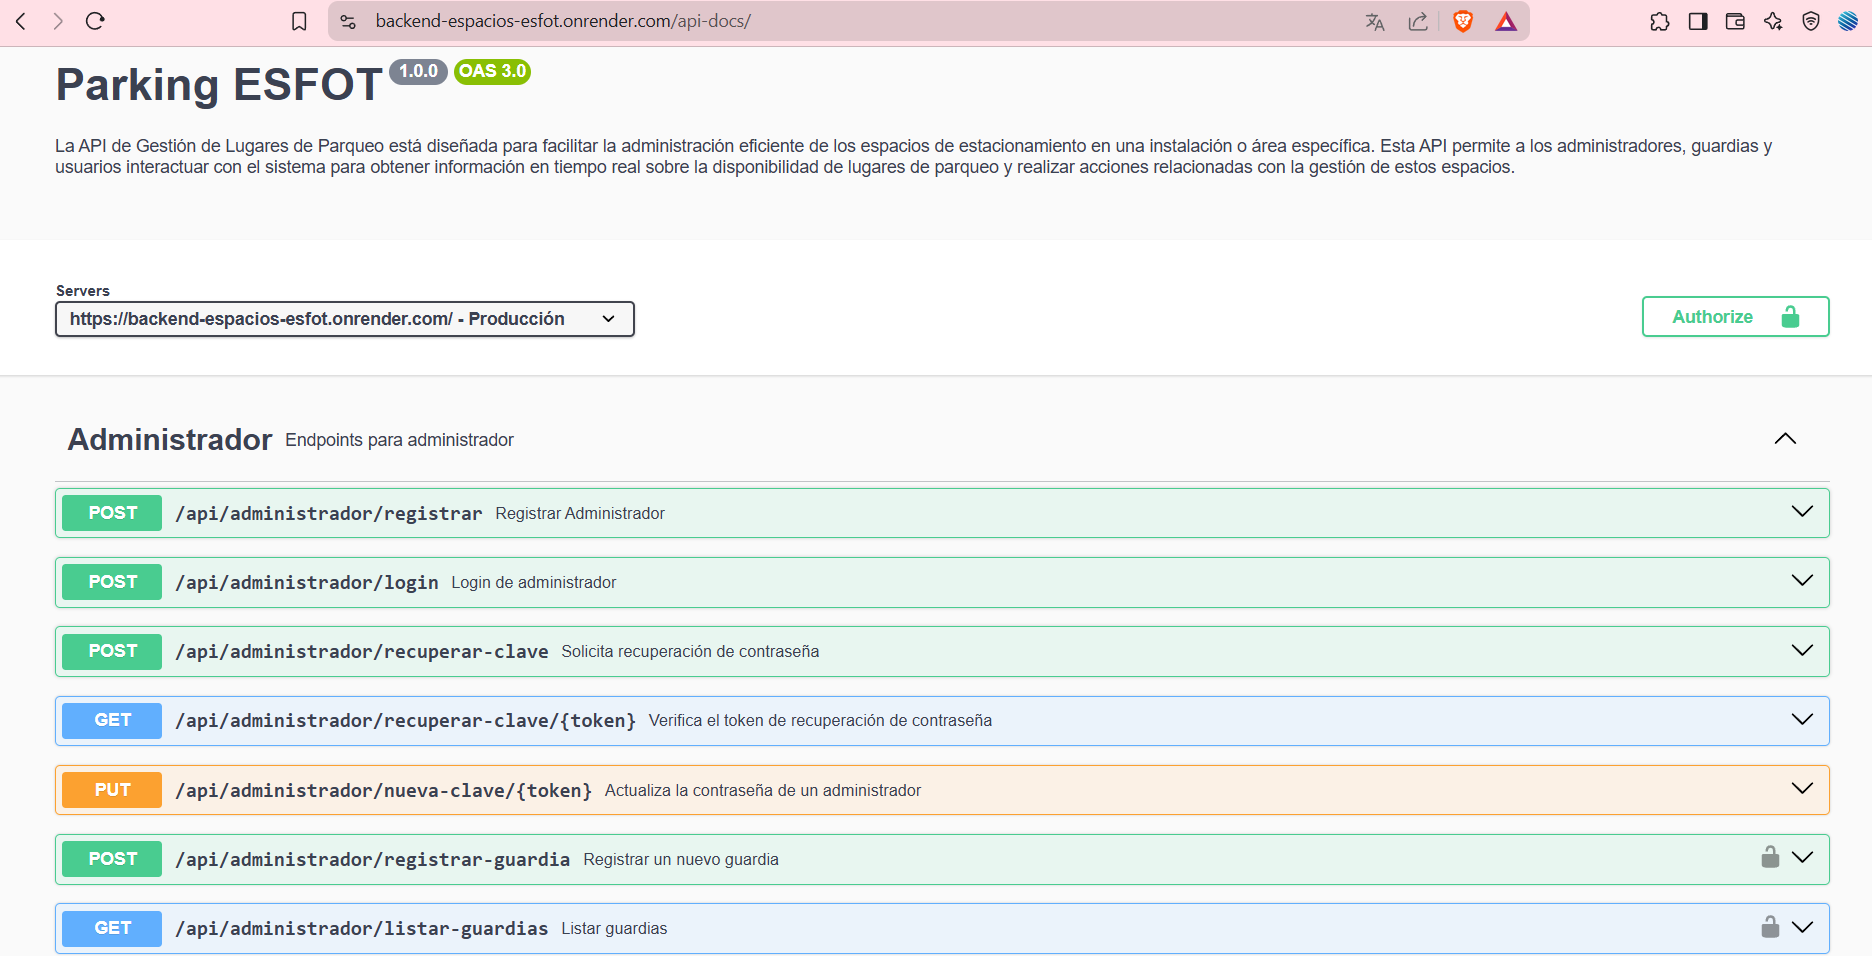 backend-espacios-esfot.onrender.com/api-docs/
Parking ESFOT 1.0.0 OAS 3.0
La API de Gestión de Lugares de Parqueo está diseñada para facilitar la administración eficiente de los espacios de estacionamiento en una instalación o área específica. Esta API permite a los administradores, guardias y
usuarios interactuar con el sistema para obtener información en tiempo real sobre la disponibilidad de lugares de parqueo y realizar acciones relacionadas con la gestión de estos espacios.
Servers
https://backend-espacios-esfot.onrender.com/ - Producción
Authorize
Administrador Endpoints para administrador
POST /api/administrador/registrar Registrar Administrador
POST /api/administrador/login Login de administrador
POST /api/administrador/recuperar-clave Solicita recuperación de contraseña
GET /api/administrador/recuperar-clave/{token} Verifica el token de recuperación de contraseña
PUT /api/administrador/nueva-clave/{token} Actualiza la contraseña de un administrador
POST /api/administrador/registrar-guardia Registrar un nuevo guardia
GET /api/administrador/listar-guardias Listar guardias